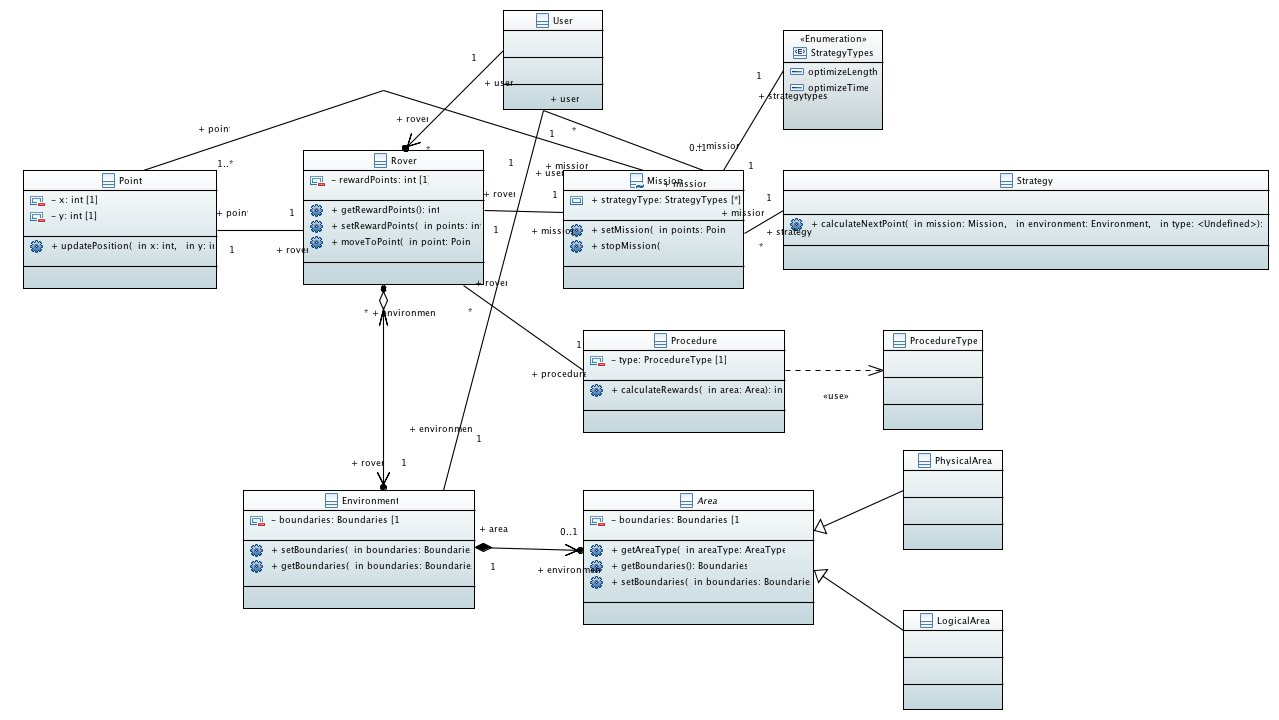 User
«Enumeration»
StrategyTypes
optimizeLength
optimizeTime
1
+ user
+ user
1
+ strategytypes
+ rover
*
+ point
1..*
*
1
0..1
+ mission
Point
- x: int [1]
- y: int [1]
+ updatePosition( in x: int, in y: in
Rover
- rewardPoints: int [1]
+ getRewardPoints(): int
+ setRewardPoints( in points: int
+ moveToPoint( in point: Poin
1
+ mission
+ user
+ rover
1
+ mission
1
Mission
+ strategyType: StrategyTypes [*]
+ setMission( in points: Poin
+ stopMission(
+ mission
1
+ mission
1
+ strategy
*
Strategy
+ calculateNextPoint( in mission: Mission, in environment: Environment, in type: <Undefined>):
+ point
1
1
+ rover
* + environmen
+ rover
*
1
+ procedure
Procedure
- type: ProcedureType [1]
+ calculateRewards( in area: Area): in
«use»
ProcedureType
+ environmen
1
+ rover
1
PhysicalArea
Environment
- boundaries: Boundaries [1
+ setBoundaries( in boundaries: Boundarie
+ getBoundaries( in boundaries: Boundarie
+ area
0..1
1
+ environmen
Area
- boundaries: Boundaries [1
+ getAreaType( in areaType: AreaType
+ getBoundaries(): Boundaries
+ setBoundaries( in boundaries: Boundarie
LogicalArea